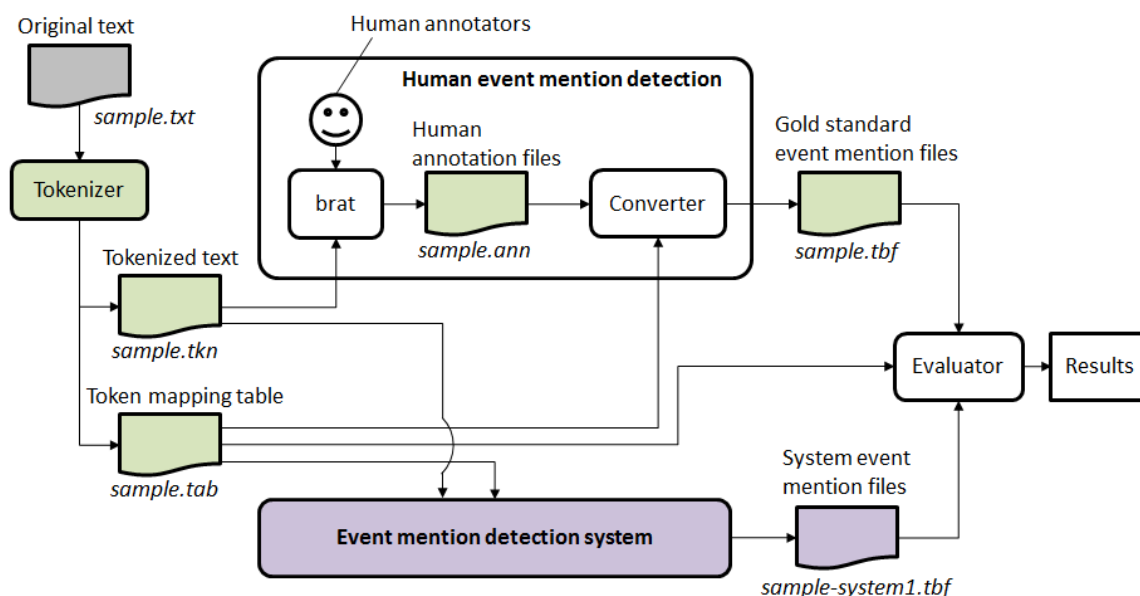 Original text
sample.txt
Tokenizer
Tokenized text
sample.tkn
Token mapping table
sample.tab
Human annotators
Human event mention detection
brat
Human
annotation files
sample.ann
Converter
Gold standard
event mention files
sample.tbf
Evaluator
Results
Event mention detection system
System event
mention files
sample-system1.tbf